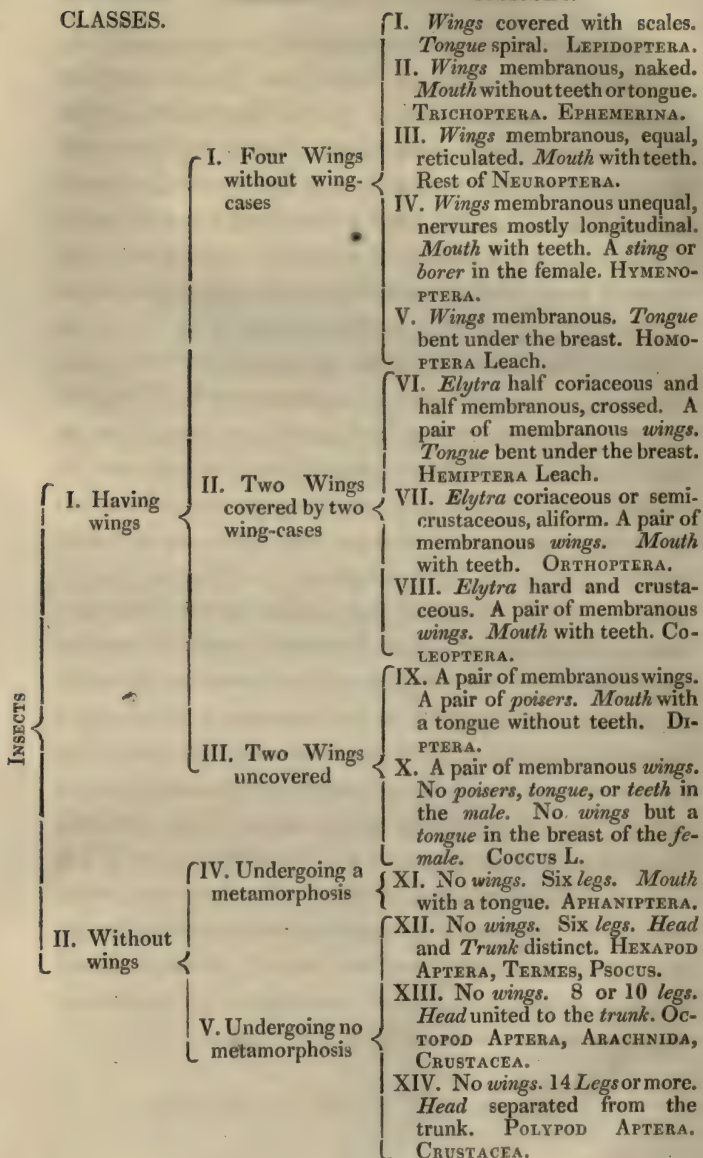 CLASSES.
INSECTS
I. Having
wings
II. Without
wings
I. Four Wings
without wing-
cases
II. Two Wings
covered by two
wing-cases
III. Two Wings
uncovered
IV. Undergoing a
metamorphosis
V. Undergoing no
metamorphosis
I. Wings covered with scales.
Tongue spiral. LEPIDOPTERA.
II. Wings membranous, naked.
Mouth without teeth or tongue.
TRICHOPTERA. EPHEMERINA.
III. Wings membranous, equal,
reticulated. Mouth with teeth.
Rest of NEUROPTERA.
IV. Wings membranous unequal,
nervures mostly longitudinal.
Mouth with teeth. A sting or
borer in the female. HYMENO-
PTERA.
V. Wings membranous. Tongue
bent under the breast. HOMO-
PTERA Leach.
VI. Elytra half coriaceous and
half membranous, crossed. A
pair of membranous wings.
Tongue bent under the breast.
HEMIPTERA Leach.
VII. Elytra coriaceous or semi-
crustaceous, aliform. A pair of
membranous wings. Mouth
with teeth. ORTHOPTERA.
VIII. Elytra hard and crusta-
ceous. A pair of membranous
wings. Mouth with teeth. CO-
LEOPTERA.
IX. A pair of membranous wings.
A pair of poisers. Mouth with
a tongue without teeth. DI-
PTERA.
X. A pair of membranous wings.
No poisers, tongue, or teeth in
the male. No wings but a
tongue in the breast of the fe-
male. COCCUS L.
XI. No wings. Six legs. Mouth
with a tongue. APHANIPTERA.
XII. No wings. Six legs. Head
and Trunk distinct. HEXAPOD
APTERA, TERMES, PSOCUS.
XIII. No wings. 8 or 10 legs.
Head united to the trunk. OC-
TOPOD APTERA, ARACHNIDA,
CRUSTACEA.
XIV. No wings. 14 Legs or more.
Head separated from the
trunk. POLYPOD APTERA.
CRUSTACEA.